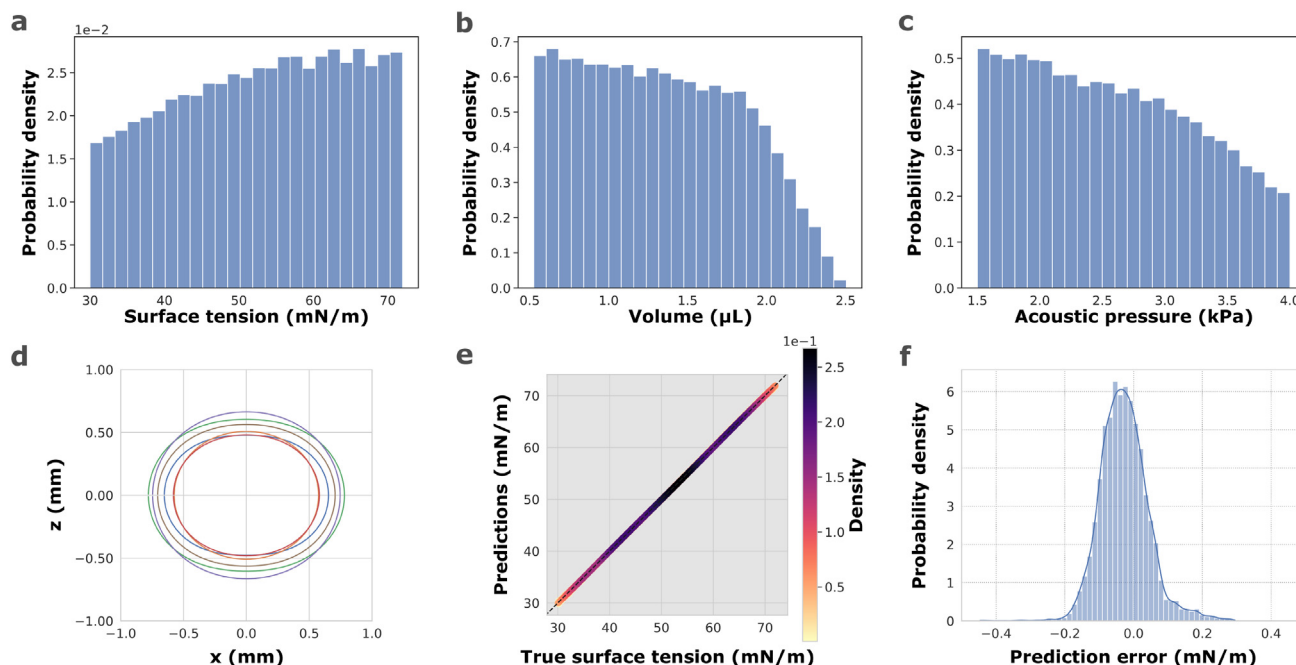 a
1e−2
Probability density
2.5
2.0
1.5
1.0
0.5
0.0
30 40 50 60 70
Surface tension (mN/m)
b
Probability density
0.7
0.6
0.5
0.4
0.3
0.2
0.1
0.0
0.5 1.0 1.5 2.0 2.5
Volume (µL)
c
Probability density
0.5
0.4
0.3
0.2
0.1
0.0
1.5 2.0 2.5 3.0 3.5 4.0
Acoustic pressure (kPa)
d
z (mm)
1.00
0.50
0.00
−0.50
−1.00
−1.0 −0.5 0.0 0.5 1.0
x (mm)
e
Predictions (mN/m)
70
60
50
40
30
30 40 50 60 70
True surface tension (mN/m)
1e−1
2.5
2.0
1.5
1.0
0.5
Density
f
Probability density
6
5
4
3
2
1
0
−0.4 −0.2 0.0 0.2 0.4
Prediction error (mN/m)